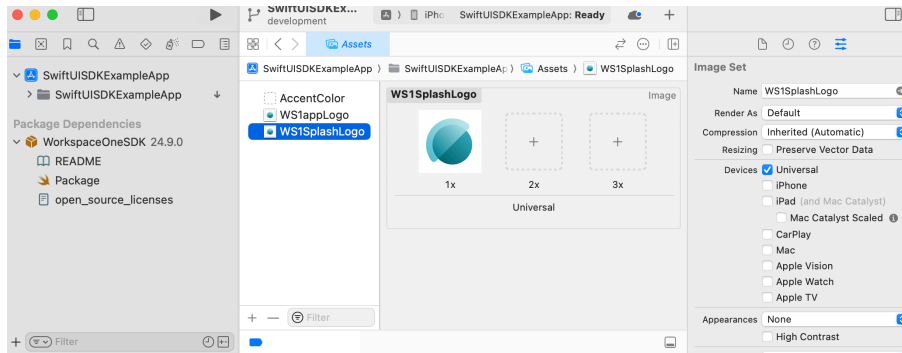 SwiftUISDKEx...
development
iPho
SwiftUISDKExampleApp: Ready
Assets
SwiftUISDKExampleApp
SwiftUISDKExampleAp
Assets
WS1SplashLogo
SwiftUISDKExampleApp
SwiftUISDKExampleApp
Package Dependencies
WorkspaceOneSDK 24.9.0
README
Package
open_source_licenses
Filter
AccentColor
WS1appLogo
WS1SplashLogo
Filter
WS1SplashLogo
Image
1x
2x
3x
Universal
Image Set
Name WS1SplashLogo
Render As Default
Compression Inherited (Automatic)
Resizing Preserve Vector Data
Devices Universal
iPhone
iPad (and Mac Catalyst)
Mac Catalyst Scaled
CarPlay
Mac
Apple Vision
Apple Watch
Apple TV
Appearances None
High Contrast